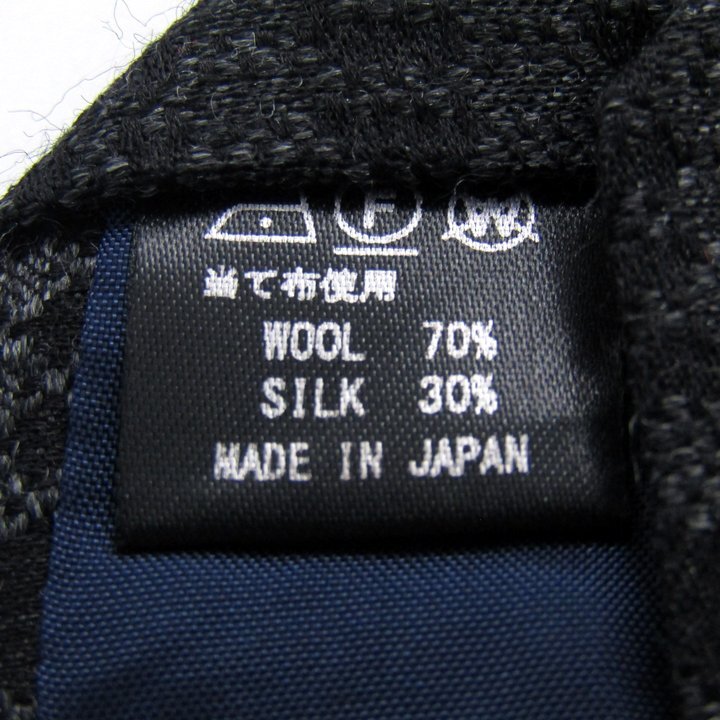 F W
当て布使用
WOOL 70%
SILK 30%
MADE IN JAPAN